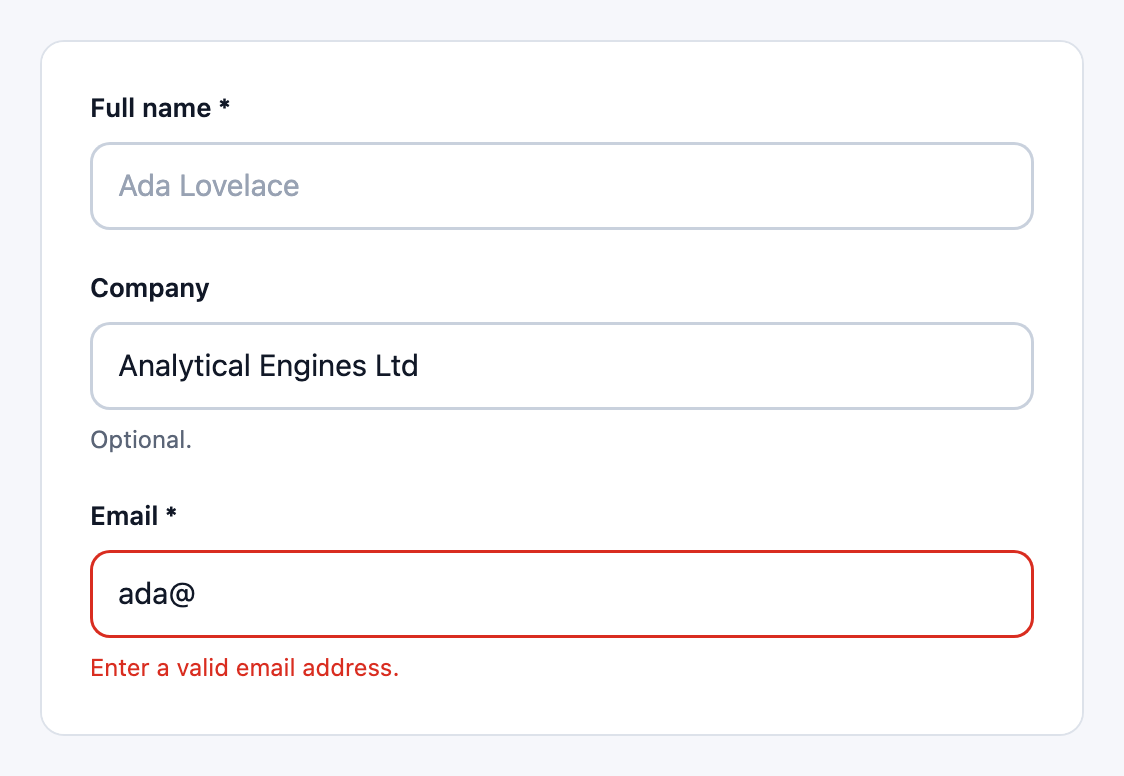 Full name *
Ada Lovelace
Company
Analytical Engines Ltd
Optional.
Email *
ada@
Enter a valid email address.